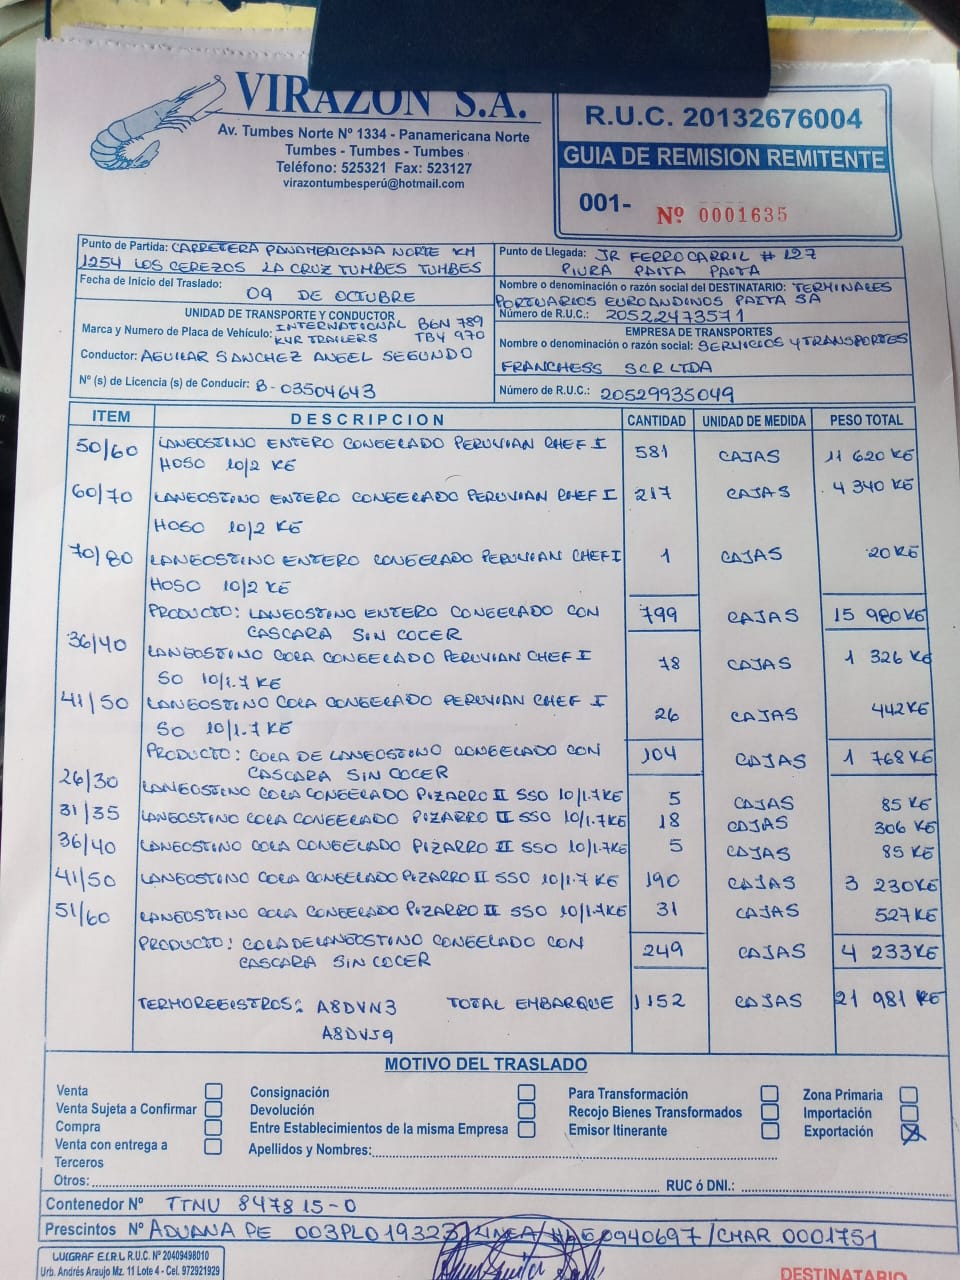 VIRAZON S.A.
Av. Tumbes Norte Nº 1334 - Panamericana Norte
Tumbes - Tumbes - Tumbes
Teléfono: 525321 Fax: 523127
virazontumbesperú@hotmail.com
R.U.C. 20132676004
GUIA DE REMISION REMITENTE
001- Nº 0001635
Punto de Partida: CARRETERA PANAMERICANA NORTE KM
1254 LOS CEREZOS LA CRUZ TUMBES TUMBES
Fecha de Inicio del Traslado: 09 DE OCTUBRE
Punto de Llegada: JR FERROCARRIL # 127
PIURA PAITA PAITA
Nombre o denominación o razón social del DESTINATARIO: TERMINALES
PORTUARIOS EUROANDINOS PAITA SA
Número de R.U.C.: 20522473571
UNIDAD DE TRANSPORTE Y CONDUCTOR
Marca y Numero de Placa de Vehículo: INTERNATIONAL BGN 789
KYR TRAILERS TBY 970
Conductor: AGUILAR SANCHEZ ANGEL SEGUNDO
Nº (s) de Licencia (s) de Conducir: B-03504643
EMPRESA DE TRANSPORTES
Nombre o denominación o razón social: SERVICIOS Y TRANSPORTES
FRANCHESS SCRLTDA
Número de R.U.C.: 20529935049
ITEM DESCRIPCION CANTIDAD UNIDAD DE MEDIDA PESO TOTAL
50/60 LANGOSTINO ENTERO CONGELADO PERUVIAN CHEF I 581 CAJAS 11 620 KG
HOSO 10/2 KG
60/70 LANGOSTINO ENTERO CONGELADO PERUVIAN CHEF I 217 CAJAS 4 340 KG
HOSO 10/2 KG
70/80 LANGOSTINO ENTERO CONGELADO PERUVIAN CHEF I 1 CAJAS 20 KG
HOSO 10/2 KG
PRODUCTO: LANGOSTINO ENTERO CONGELADO CON 799 CAJAS 15 980 KG
CASCARA SIN COCER
36/40 LANGOSTINO COLA CONGELADO PERUVIAN CHEF I 78 CAJAS 1 326 KG
SO 10/1.7 KG
41/50 LANGOSTINO COLA CONGELADO PERUVIAN CHEF I 26 CAJAS 442 KG
SO 10/1.7 KG
PRODUCTO: COLA DE LANGOSTINO CONGELADO CON 104 CAJAS 1 768 KG
CASCARA SIN COCER
26/30 LANGOSTINO COLA CONGELADO PIZARRO II SSO 10/1.7 KG 5 CAJAS 85 KG
31/35 LANGOSTINO COLA CONGELADO PIZARRO II SSO 10/1.7 KG 18 CAJAS 306 KG
36/40 LANGOSTINO COLA CONGELADO PIZARRO II SSO 10/1.7 KG 5 CAJAS 85 KG
41/50 LANGOSTINO COLA CONGELADO PIZARRO II SSO 10/1.7 KG 190 CAJAS 3 230 KG
51/60 LANGOSTINO COLA CONGELADO PIZARRO II SSO 10/1.7 KG 31 CAJAS 527 KG
PRODUCTO: COLA DE LANGOSTINO CONGELADO CON 249 CAJAS 4 233 KG
CASCARA SIN COCER
TERMOREGISTROS: A8DVN3 TOTAL EMBARQUE 1152 CAJAS 21 981 KG
A8DVJ9
MOTIVO DEL TRASLADO
Venta Consignación Para Transformación Zona Primaria
Venta Sujeta a Confirmar Devolución Recojo Bienes Transformados Importación
Compra Entre Establecimientos de la misma Empresa Emisor Itinerante Exportación
Venta con entrega a Apellidos y Nombres:
Terceros
Otros: RUC ó DNI.:
Contenedor Nº TTNU 847815-0
Prescintos Nº ADUANA PE 003PL019323 LINEA/ 60940697 / CMAR 0001751
LUIGRAF E.I.R.L R.U.C. Nº 20409498010
Urb. Andrés Araujo Mz. 11 Lote 4 - Cel. 972921929
DESTINATARIO